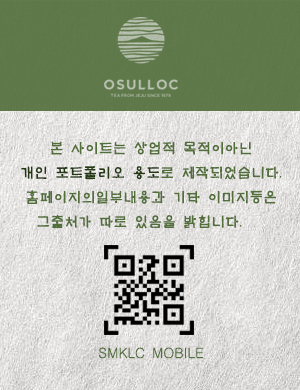 OSULLOC
TEA FROM JEJU SINCE 1979
본 사이트는 상업적 목적이아닌
개인 포트폴리오 용도로 제작되었습니다.
홈페이지의일부내용과 기타 이미지등은
그출처가 따로 있음을 밝힙니다.
SMKLC MOBILE